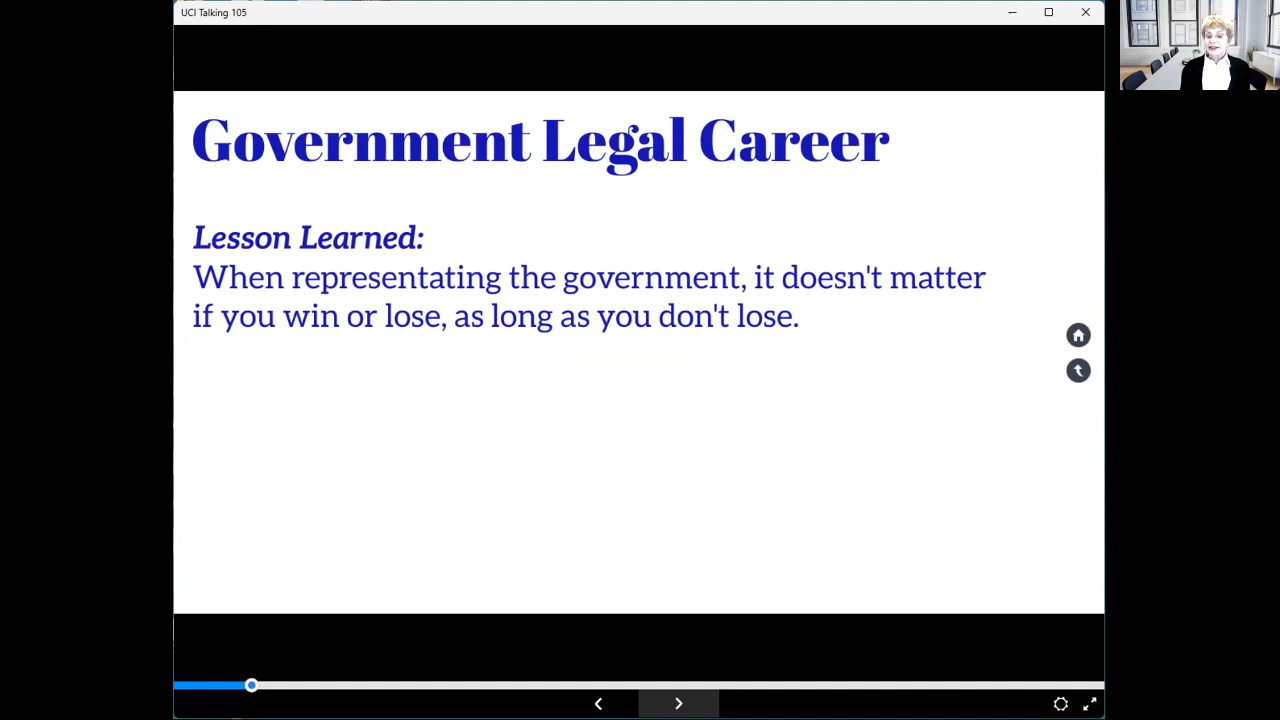 UCI Talking 105
Government Legal Career
Lesson Learned:
When representating the government, it doesn't matter
if you win or lose, as long as you don't lose.